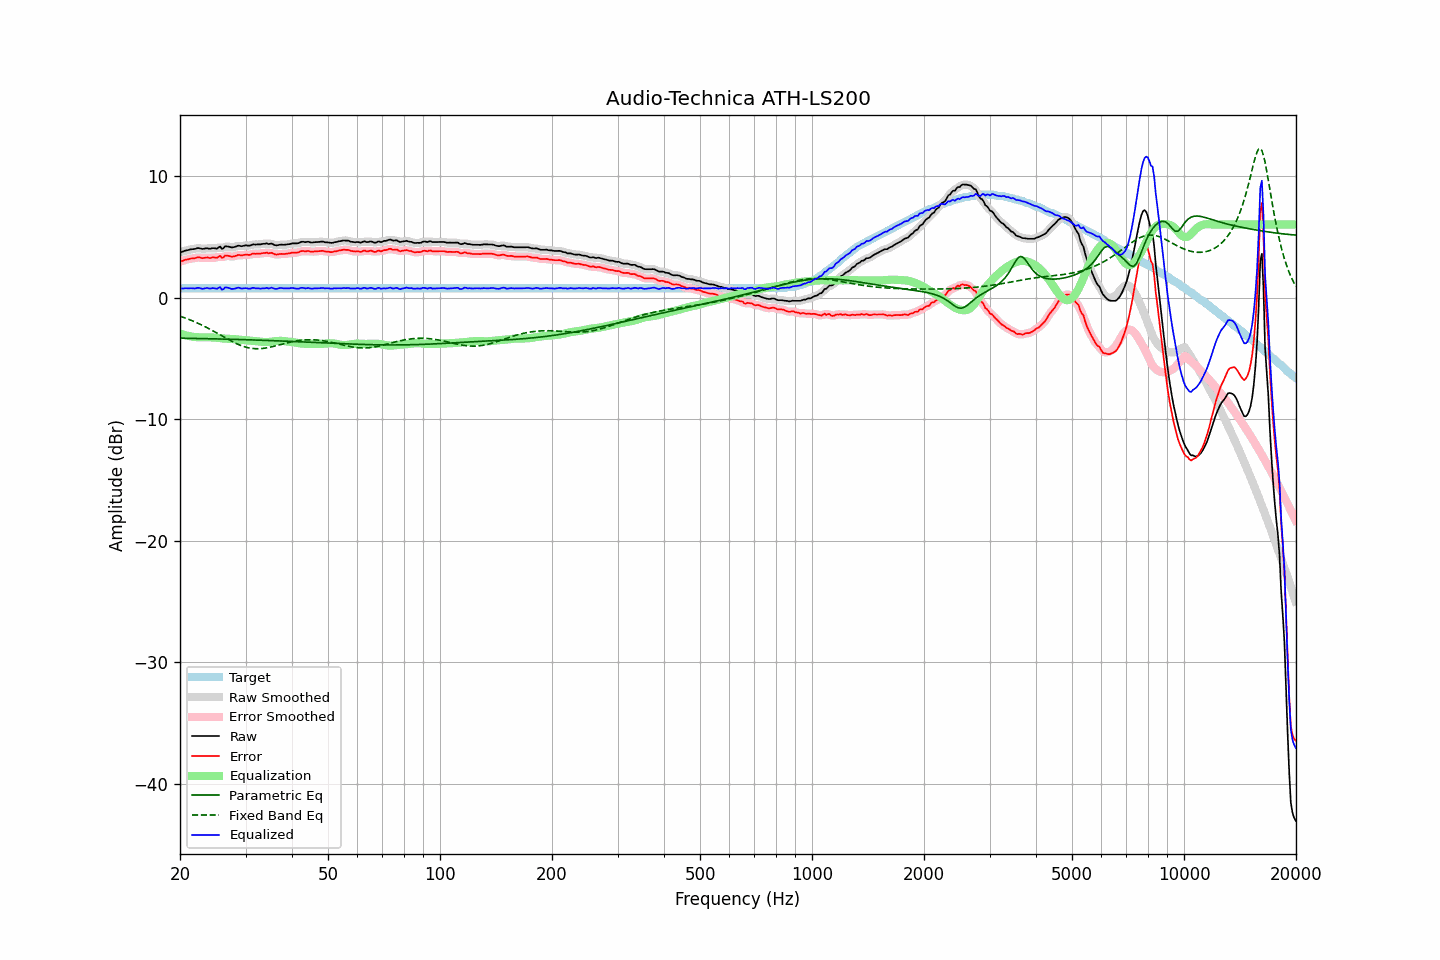 Audio-Technica ATH-LS200
10
0
−10
−20
−30
−40
Amplitude (dBr)
Target
Raw Smoothed
Error Smoothed
Raw
Error
Equalization
Parametric Eq
Fixed Band Eq
Equalized
20 50 100 200 500 1000 2000 5000 10000 20000
Frequency (Hz)